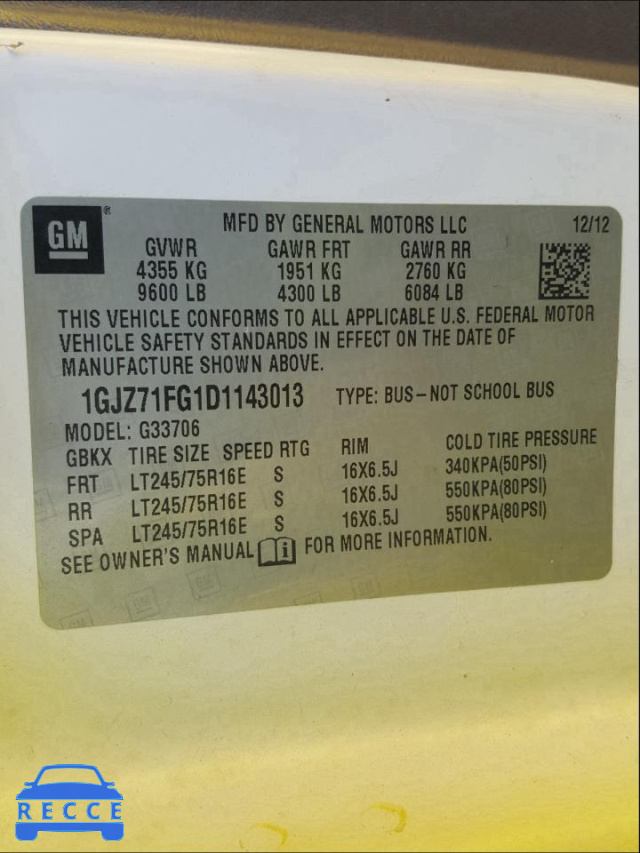 GM ® MFD BY GENERAL MOTORS LLC 12/12
GVWR GAWR FRT GAWR RR
4355 KG 1951 KG 2760 KG
9600 LB 4300 LB 6084 LB
THIS VEHICLE CONFORMS TO ALL APPLICABLE U.S. FEDERAL MOTOR
VEHICLE SAFETY STANDARDS IN EFFECT ON THE DATE OF
MANUFACTURE SHOWN ABOVE.
1GJZ71FG1D1143013 TYPE: BUS-NOT SCHOOL BUS
MODEL: G33706
GBKX TIRE SIZE SPEED RTG RIM COLD TIRE PRESSURE
FRT LT245/75R16E S 16X6.5J 340KPA(50PSI)
RR LT245/75R16E S 16X6.5J 550KPA(80PSI)
SPA LT245/75R16E S 16X6.5J 550KPA(80PSI)
SEE OWNER'S MANUAL i FOR MORE INFORMATION.
RECCE